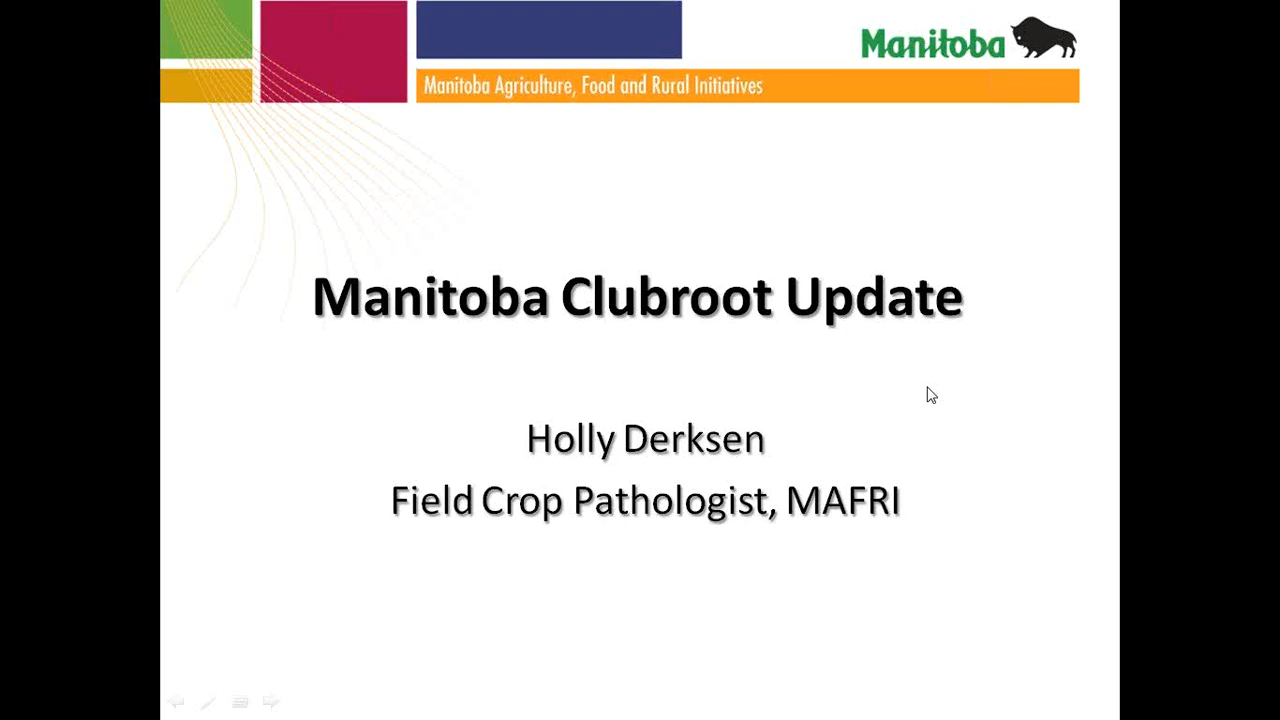 Manitoba
Manitoba Agriculture, Food and Rural Initiatives
Manitoba Clubroot Update
Holly Derksen
Field Crop Pathologist, MAFRI